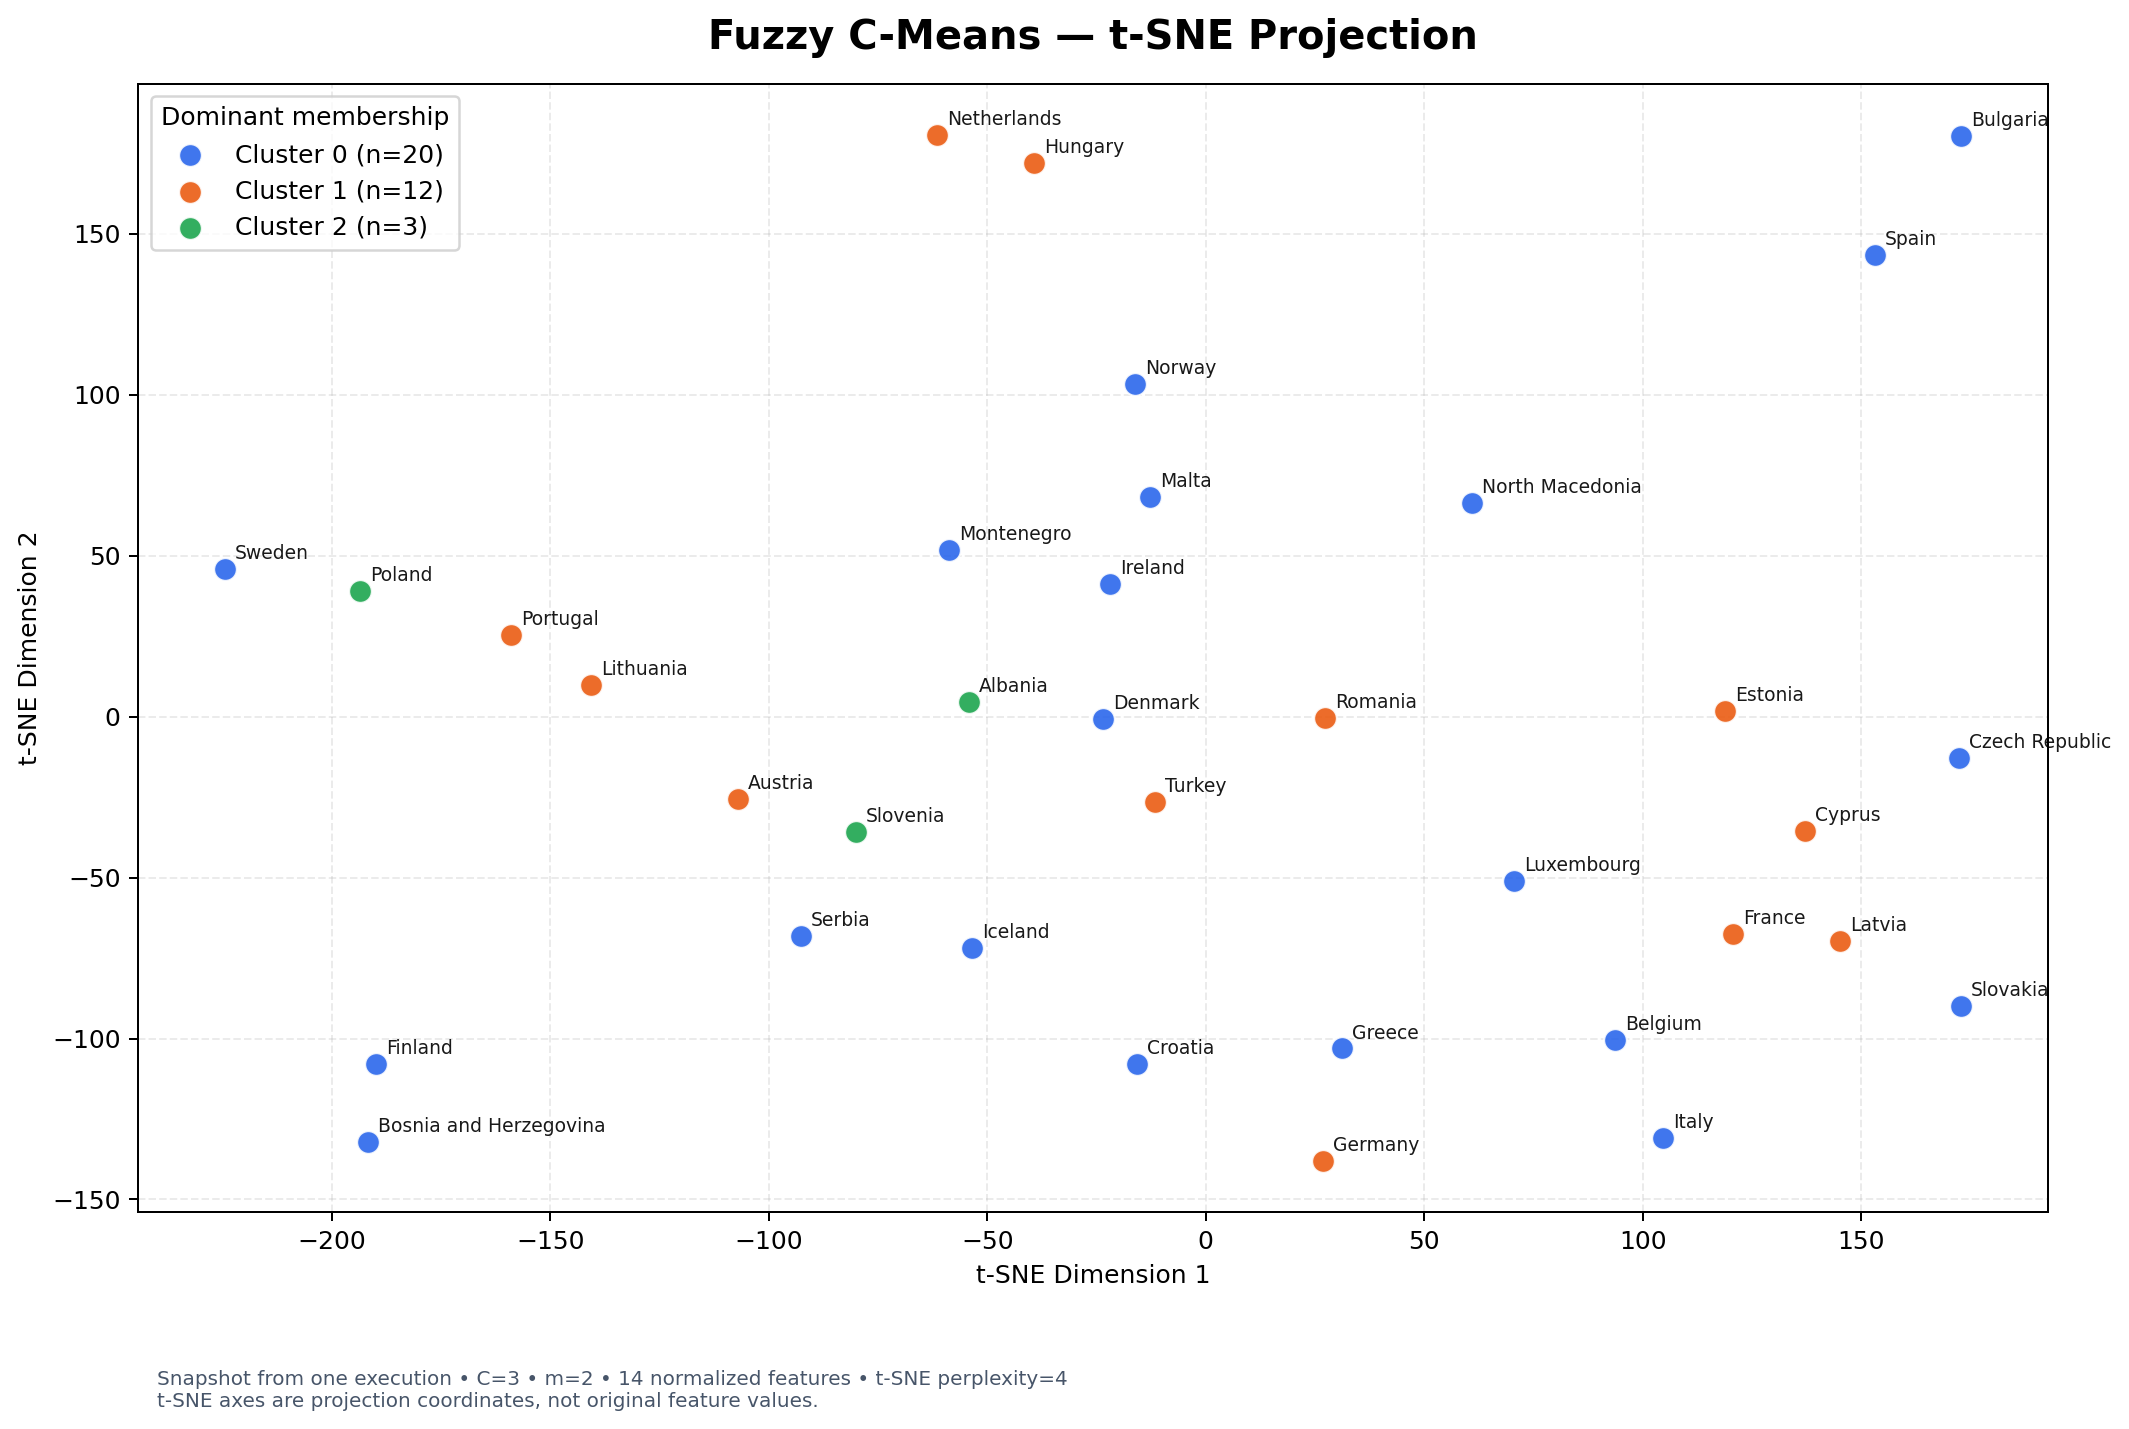 Fuzzy C-Means — t-SNE Projection
Dominant membership
Cluster 0 (n=20)
Cluster 1 (n=12)
Cluster 2 (n=3)
Netherlands
Hungary
Bulgaria
Spain
Norway
Malta
North Macedonia
Montenegro
Ireland
Sweden
Poland
Portugal
Lithuania
Albania
Denmark
Romania
Estonia
Czech Republic
Austria
Turkey
Slovenia
Cyprus
Luxembourg
Serbia
Iceland
France
Latvia
Slovakia
Finland
Croatia
Greece
Belgium
Bosnia and Herzegovina
Germany
Italy
150
100
50
0
−50
−100
−150
t-SNE Dimension 2
−200
−150
−100
−50
0
50
100
150
t-SNE Dimension 1
Snapshot from one execution • C=3 • m=2 • 14 normalized features • t-SNE perplexity=4
t-SNE axes are projection coordinates, not original feature values.